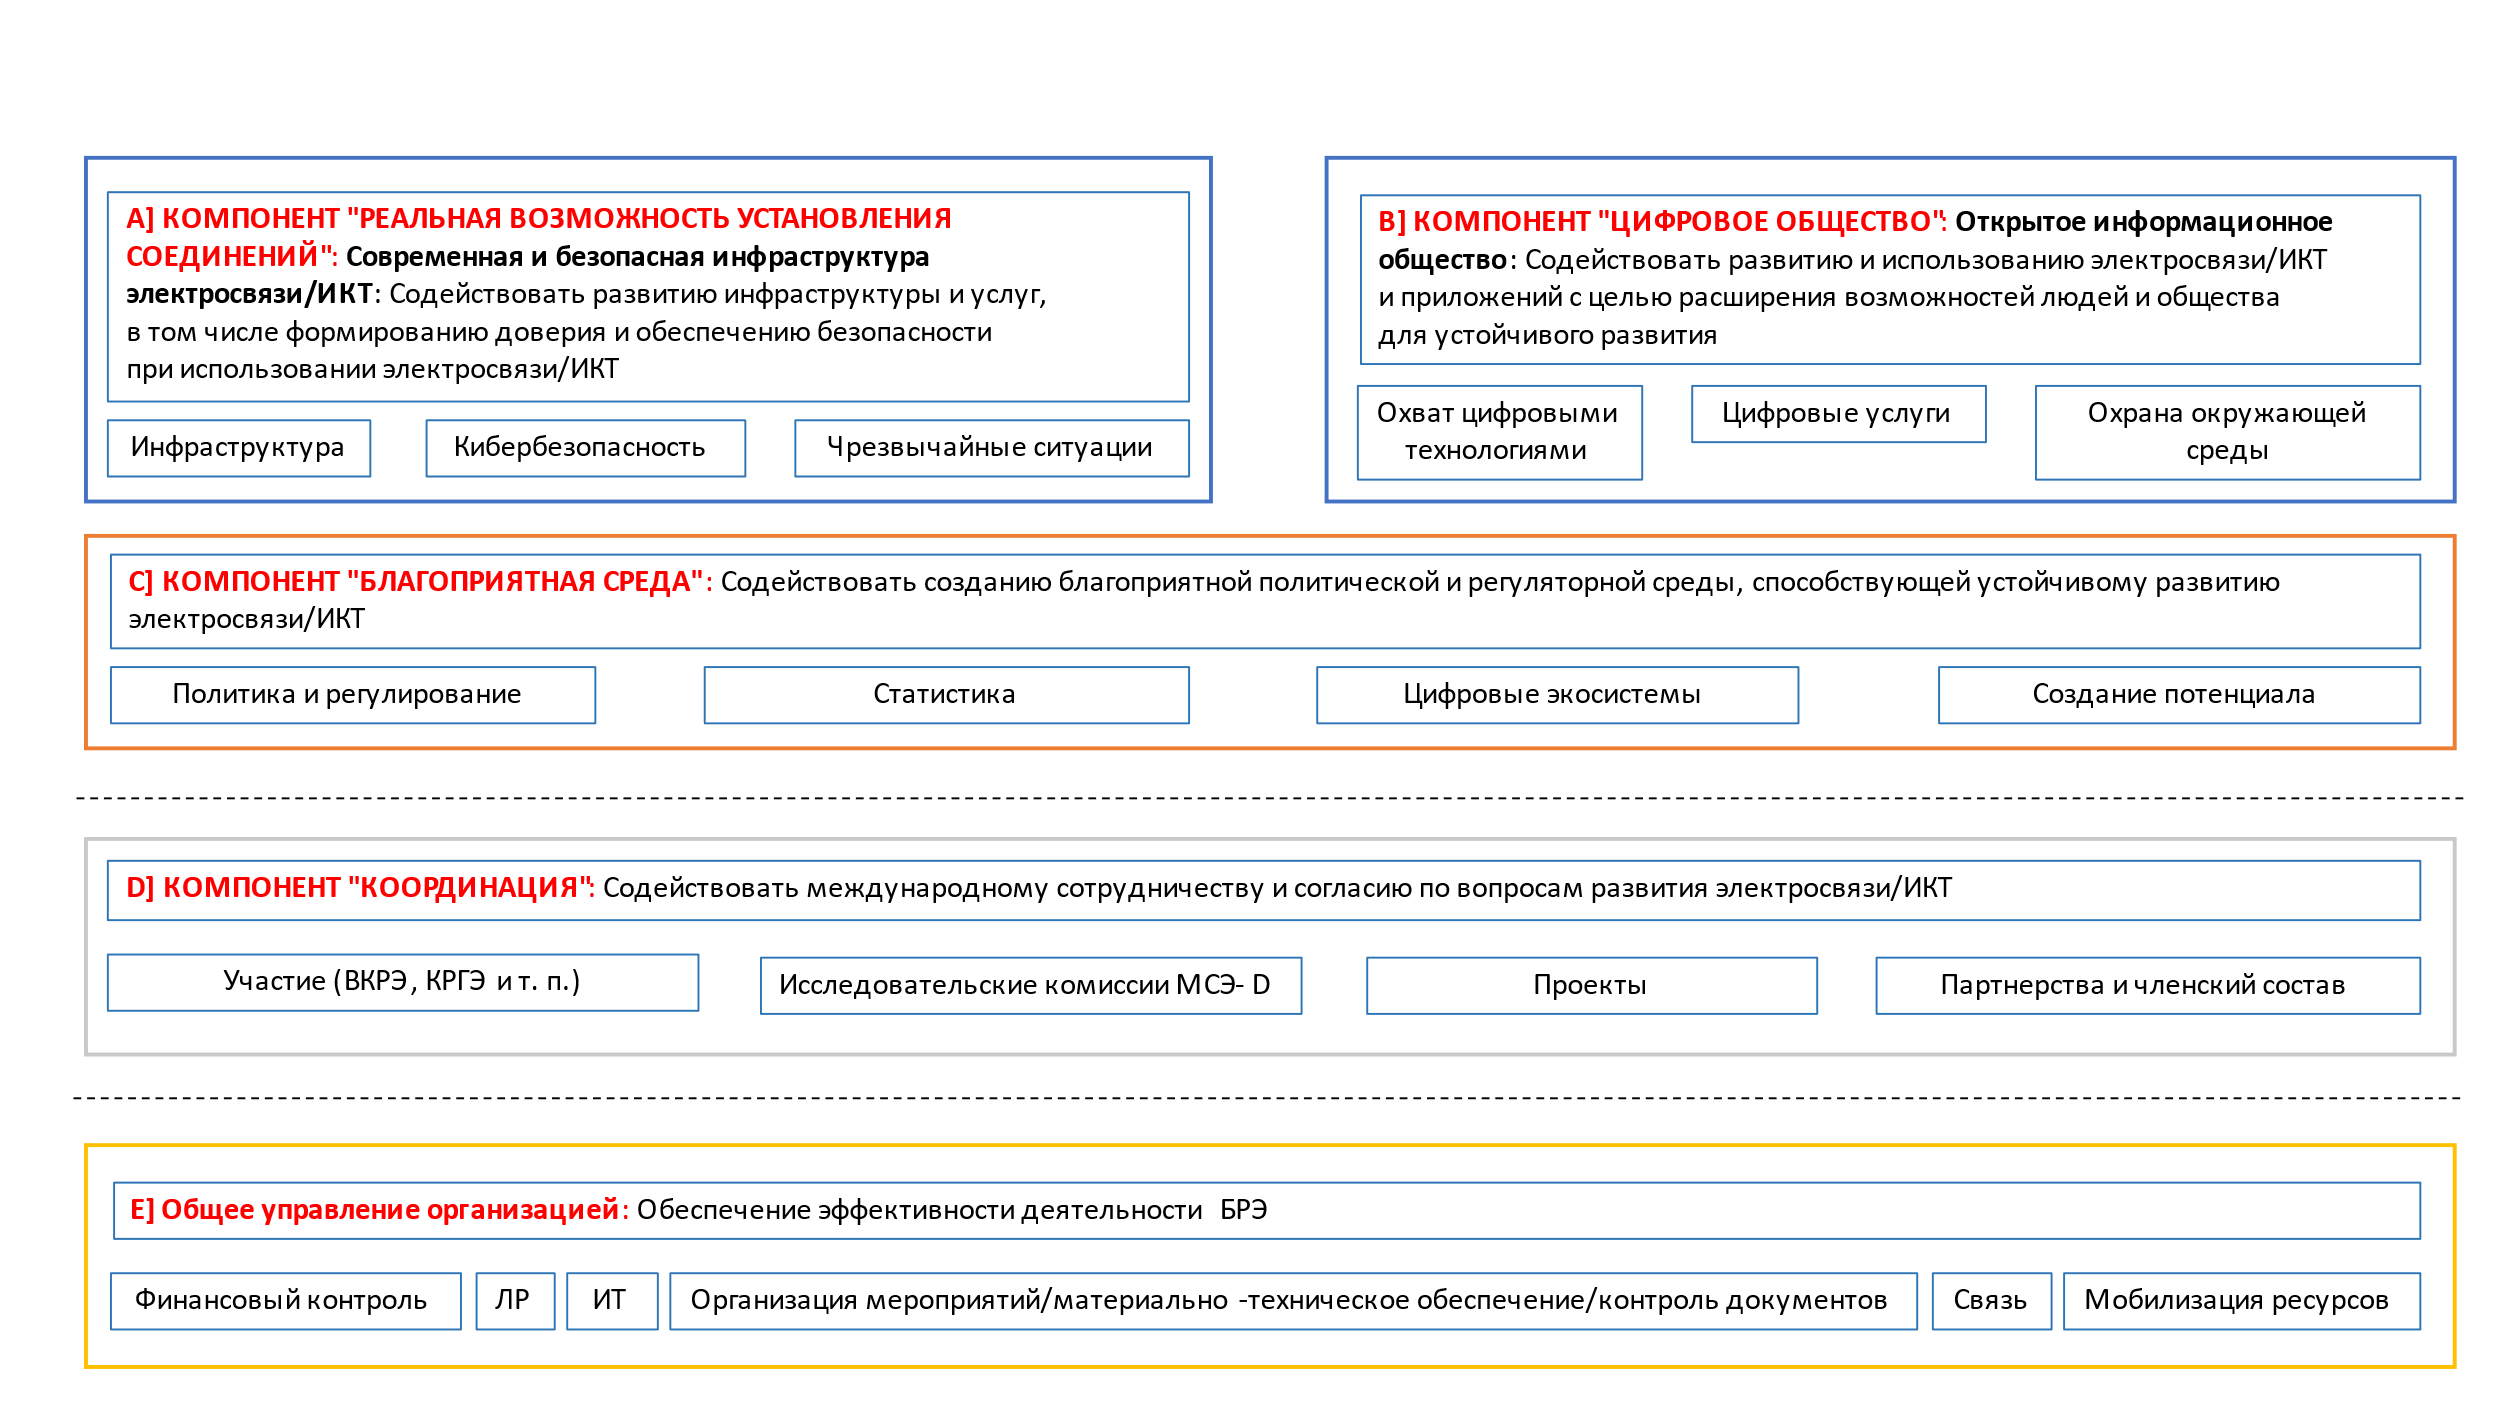 A] КОМПОНЕНТ "РЕАЛЬНАЯ ВОЗМОЖНОСТЬ УСТАНОВЛЕНИЯ
СОЕДИНЕНИЙ": Современная и безопасная инфраструктура
электросвязи/ИКТ: Содействовать развитию инфраструктуры и услуг,
в том числе формированию доверия и обеспечению безопасности
при использовании электросвязи/ИКТ
Инфраструктура
Кибербезопасность
Чрезвычайные ситуации
B] КОМПОНЕНТ "ЦИФРОВОЕ ОБЩЕСТВО": Открытое информационное
общество: Содействовать развитию и использованию электросвязи/ИКТ
и приложений с целью расширения возможностей людей и общества
для устойчивого развития
Охват цифровыми
технологиями
Цифровые услуги
Охрана окружающей
среды
C] КОМПОНЕНТ "БЛАГОПРИЯТНАЯ СРЕДА": Содействовать созданию благоприятной политической и регуляторной среды, способствующей устойчивому развитию
электросвязи/ИКТ
Политика и регулирование
Статистика
Цифровые экосистемы
Создание потенциала
D] КОМПОНЕНТ "КООРДИНАЦИЯ": Содействовать международному сотрудничеству и согласию по вопросам развития электросвязи/ИКТ
Участие (ВКРЭ, КРГЭ и т. п.)
Исследовательские комиссии МСЭ- D
Проекты
Партнерства и членский состав
E] Общее управление организацией: Обеспечение эффективности деятельности БРЭ
Финансовый контроль
ЛР
ИТ
Организация мероприятий/материально -техническое обеспечение/контроль документов
Связь
Мобилизация ресурсов